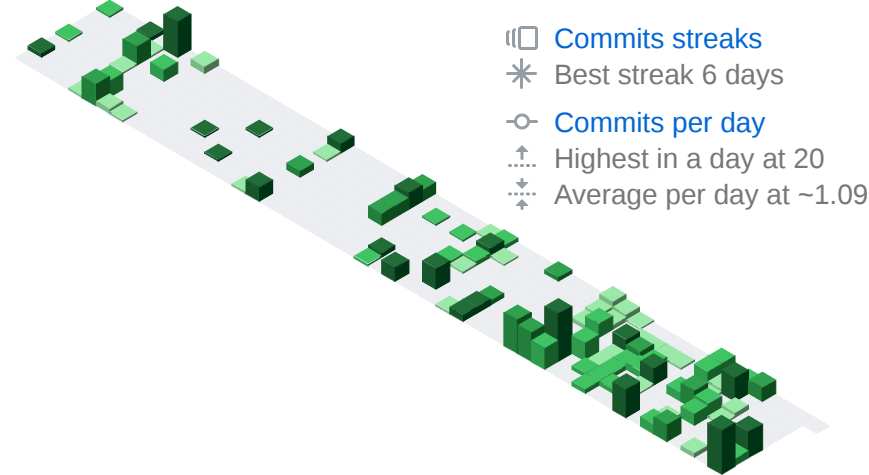 Commits streaks
Best streak 6 days
Commits per day
Highest in a day at 20
Average per day at ~1.09